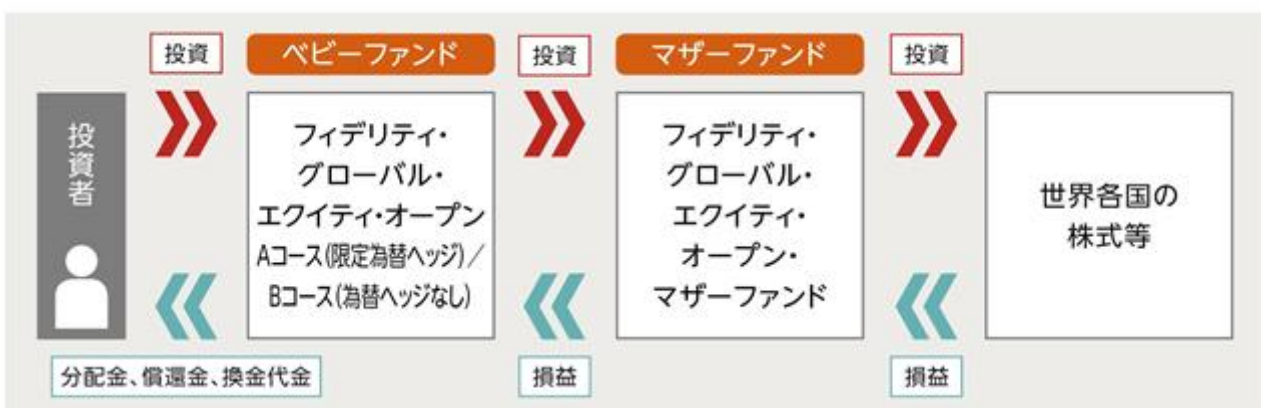 投資
ベビーファンド
投資
マザーファンド
投資
投資者
フィデリティ・
グローバル・
エクイティ・オープン
Aコース(限定為替ヘッジ)／
Bコース(為替ヘッジなし)
フィデリティ・
グローバル・
エクイティ・
オープン・
マザーファンド
世界各国の
株式等
分配金、償還金、換金代金
損益
損益